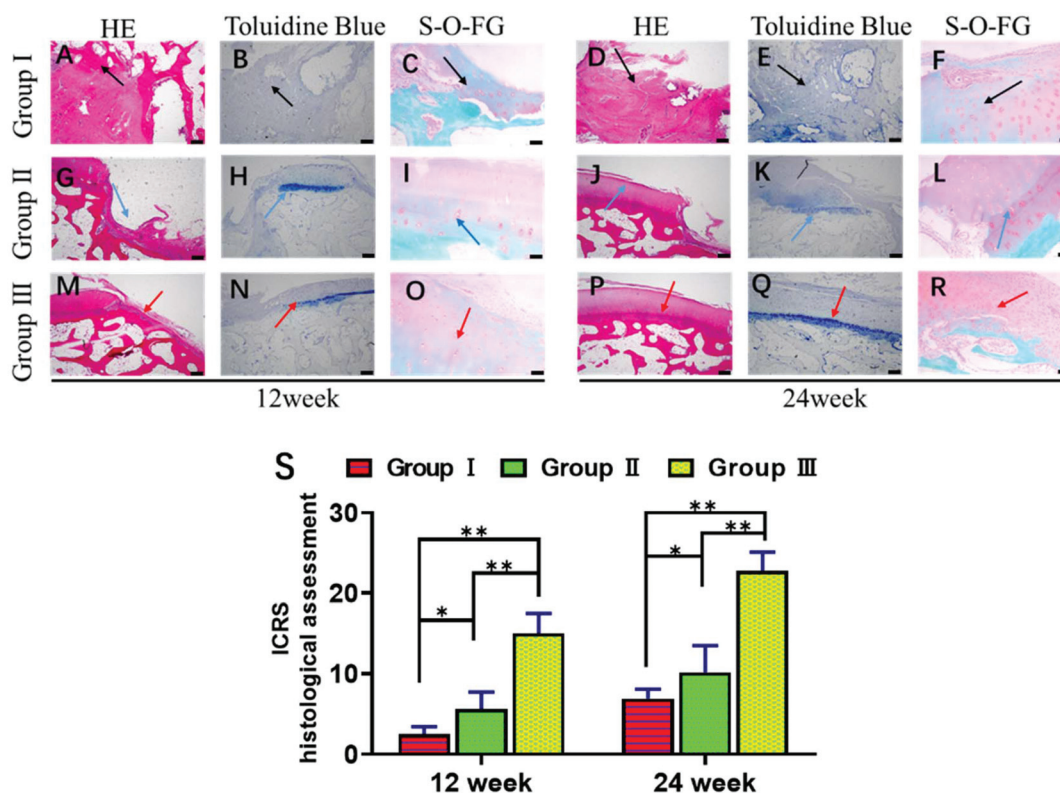 HE Toluidine Blue S-O-FG HE Toluidine Blue S-O-FG
Group I A B C D E F
Group II G H I J K L
Group III M N O P Q R
12week 24week
S Group Ⅰ Group Ⅱ Group Ⅲ
ICRS
histological assessment
30
20
10
0
** ** * ** ** *
12 week 24 week